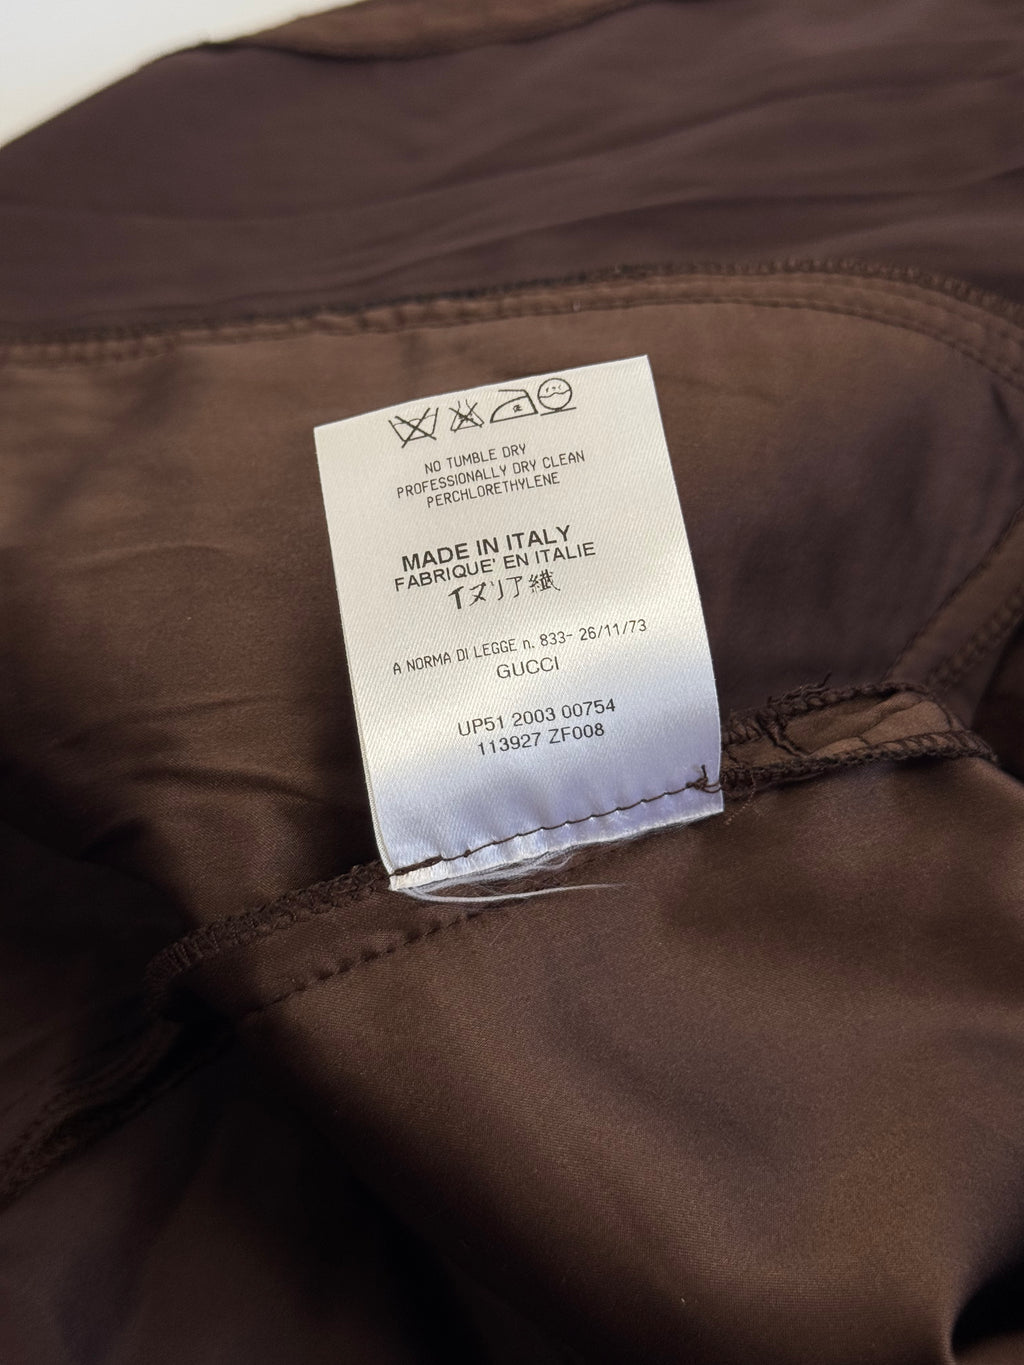 NO TUMBLE DRY
PROFESSIONALLY DRY CLEAN
PERCHLORETHYLENE
MADE IN ITALY
FABRIQUE' EN ITALIE
A NORMA DI LEGGE n. 833- 26/11/73
GUCCI
UP51 2003 00754
113927 ZF008